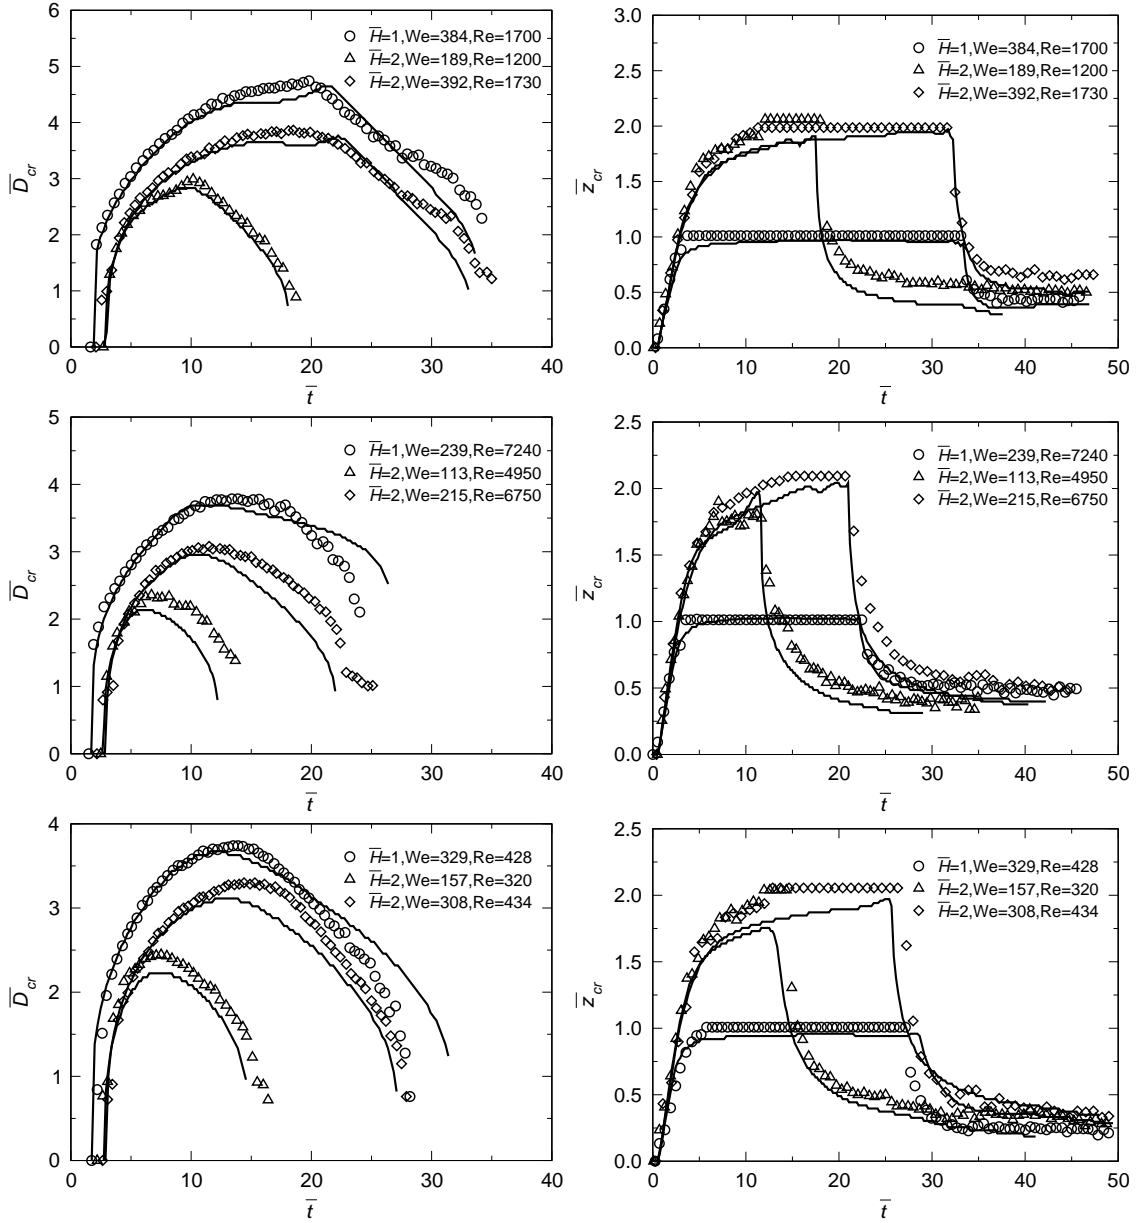 6
5
4
3
2
1
0
0 10 20 30 40
D̅cr
t̅
H̅=1,We=384,Re=1700
H̅=2,We=189,Re=1200
H̅=2,We=392,Re=1730
3.0
2.5
2.0
1.5
1.0
0.5
0.0
0 10 20 30 40 50
z̅cr
t̅
H̅=1,We=384,Re=1700
H̅=2,We=189,Re=1200
H̅=2,We=392,Re=1730
5
4
3
2
1
0
0 10 20 30 40
D̅cr
t̅
H̅=1,We=239,Re=7240
H̅=2,We=113,Re=4950
H̅=2,We=215,Re=6750
2.5
2.0
1.5
1.0
0.5
0.0
0 10 20 30 40 50
z̅cr
t̅
H̅=1,We=239,Re=7240
H̅=2,We=113,Re=4950
H̅=2,We=215,Re=6750
4
3
2
1
0
0 10 20 30 40
D̅cr
t̅
H̅=1,We=329,Re=428
H̅=2,We=157,Re=320
H̅=2,We=308,Re=434
2.5
2.0
1.5
1.0
0.5
0.0
0 10 20 30 40 50
z̅cr
t̅
H̅=1,We=329,Re=428
H̅=2,We=157,Re=320
H̅=2,We=308,Re=434